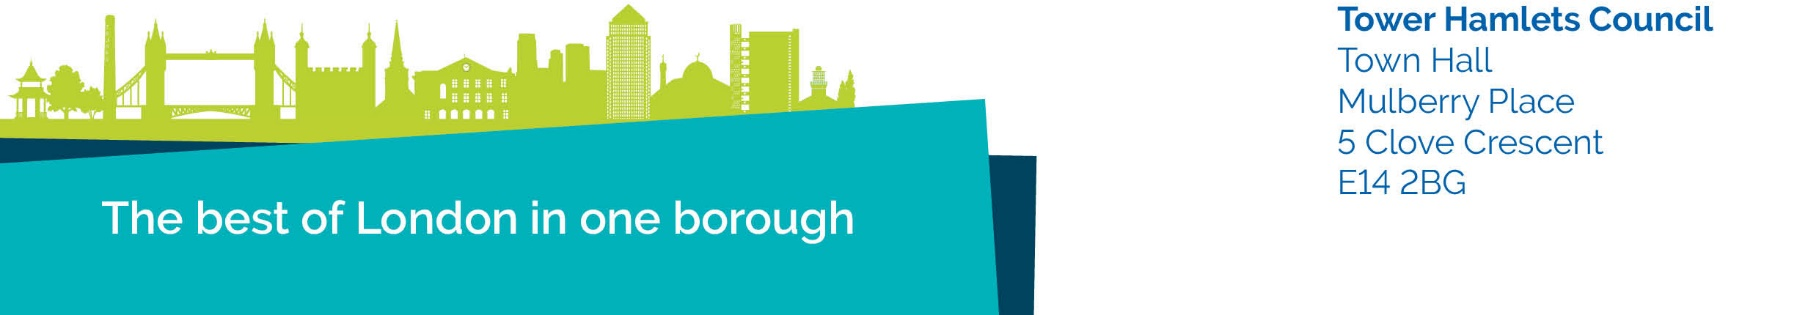 The best of London in one borough
Tower Hamlets Council
Town Hall
Mulberry Place
5 Clove Crescent
E14 2BG